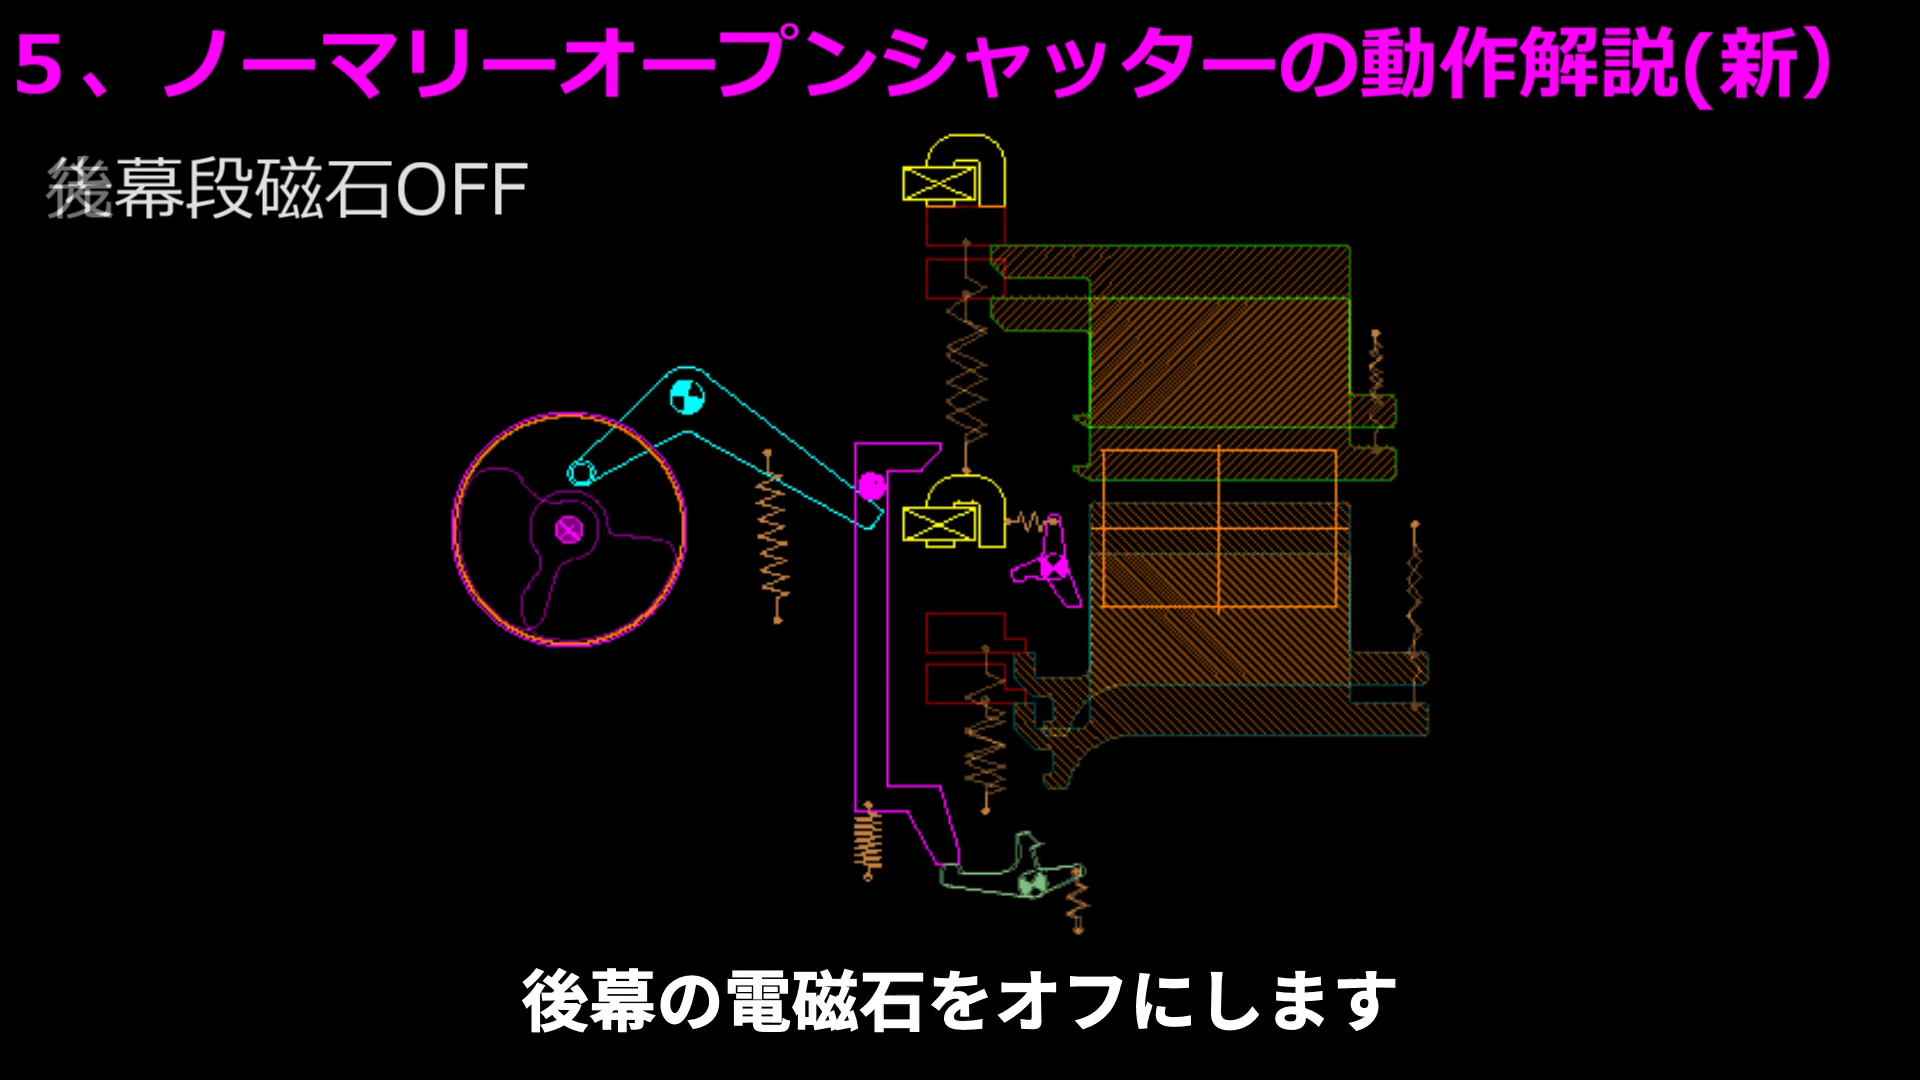 ５、ノーマリーオープンシャッターの動作解説(新）
幕段磁石OFF
後幕の電磁石をオフにします